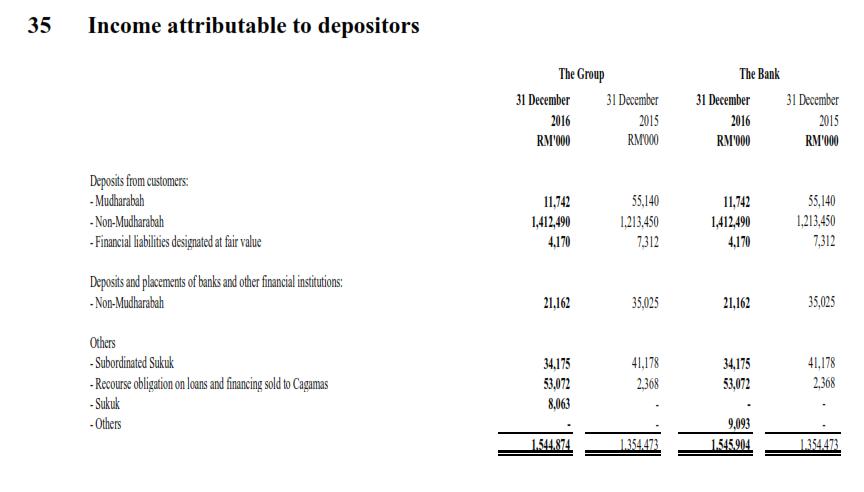 35 Income attributable to depositors
The Group The Bank
31 December 31 December 31 December 31 December
2016 2015 2016 2015
RM'000 RM'000 RM'000 RM'000
Deposits from customers:
- Mudharabah 11,742 55,140 11,742 55,140
- Non-Mudharabah 1,412,490 1,213,450 1,412,490 1,213,450
- Financial liabilities designated at fair value 4,170 7,312 4,170 7,312
Deposits and placements of banks and other financial institutions:
- Non-Mudharabah 21,162 35,025 21,162 35,025
Others
- Subordinated Sukuk 34,175 41,178 34,175 41,178
- Recourse obligation on loans and financing sold to Cagamas 53,072 2,368 53,072 2,368
- Sukuk 8,063 - - -
- Others - - 9,093 -
1,544,874 1,354,473 1,545,904 1,354,473